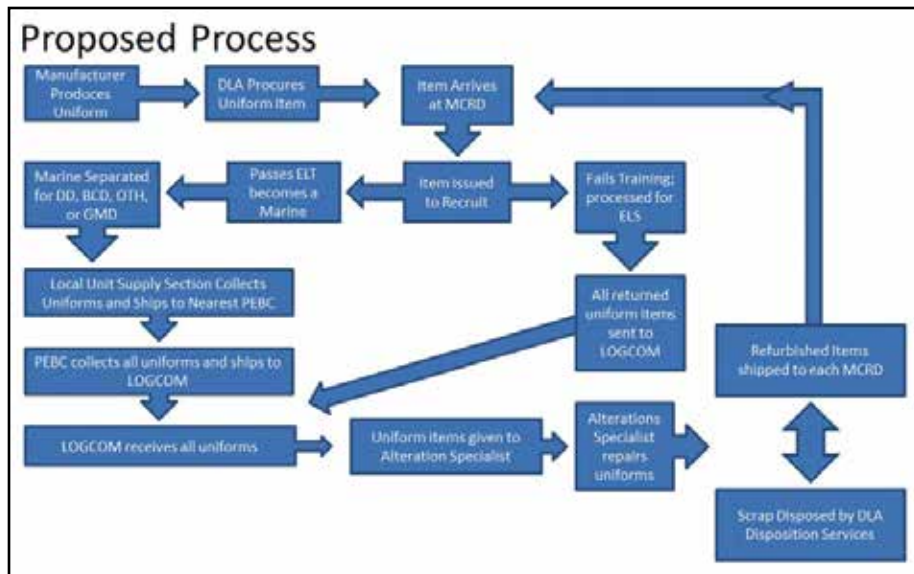 Proposed Process
Manufacturer
Produces
Uniform
DLA Procures
Uniform Item
Item Arrives
at MCRD
Marine Separated
for DD, BCD, OTH,
or GMD
Passes ELT
becomes a
Marine
Item Issued
to Recruit
Fails Training;
processed for
ELS
Local Unit Supply Section Collects
Uniforms and Ships to Nearest PEBC
All returned
uniform items
sent to
LOGCOM
PEBC collects all uniforms and ships to
LOGCOM
Refurbished Items
shipped to each MCRD
LOGCOM receives all uniforms
Uniform items given to
Alteration Specialist
Alterations
Specialist
repairs
uniforms
Scrap Disposed by DLA
Disposition Services